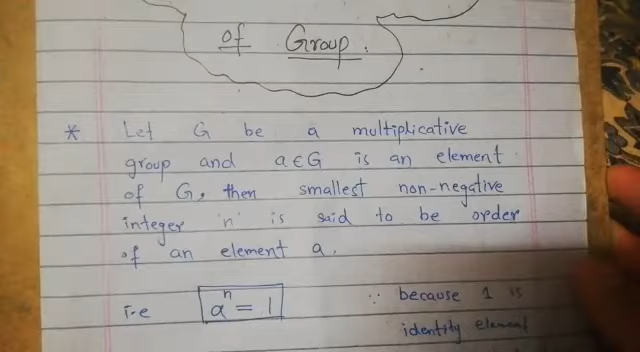 of Group.
* Let G be a multiplicative
group and a∈G is an element
of G, then smallest non-negative
integer 'n' is said to be order
of an element a.
i-e aⁿ = 1 ∵ because 1 is
identity element